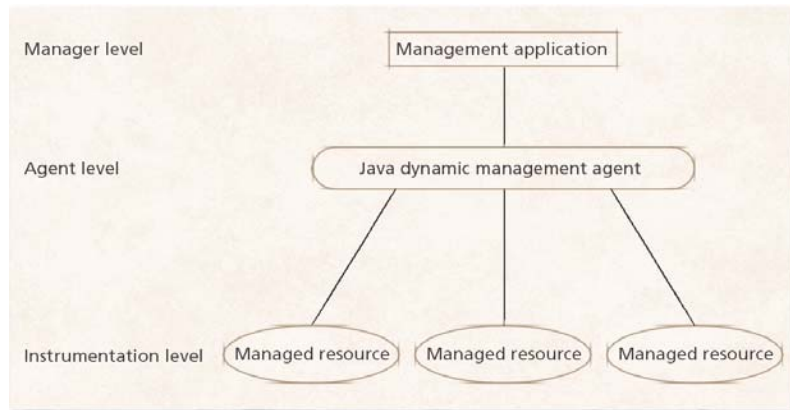 Manager level
Management application
Agent level
Java dynamic management agent
Instrumentation level
Managed resource
Managed resource
Managed resource